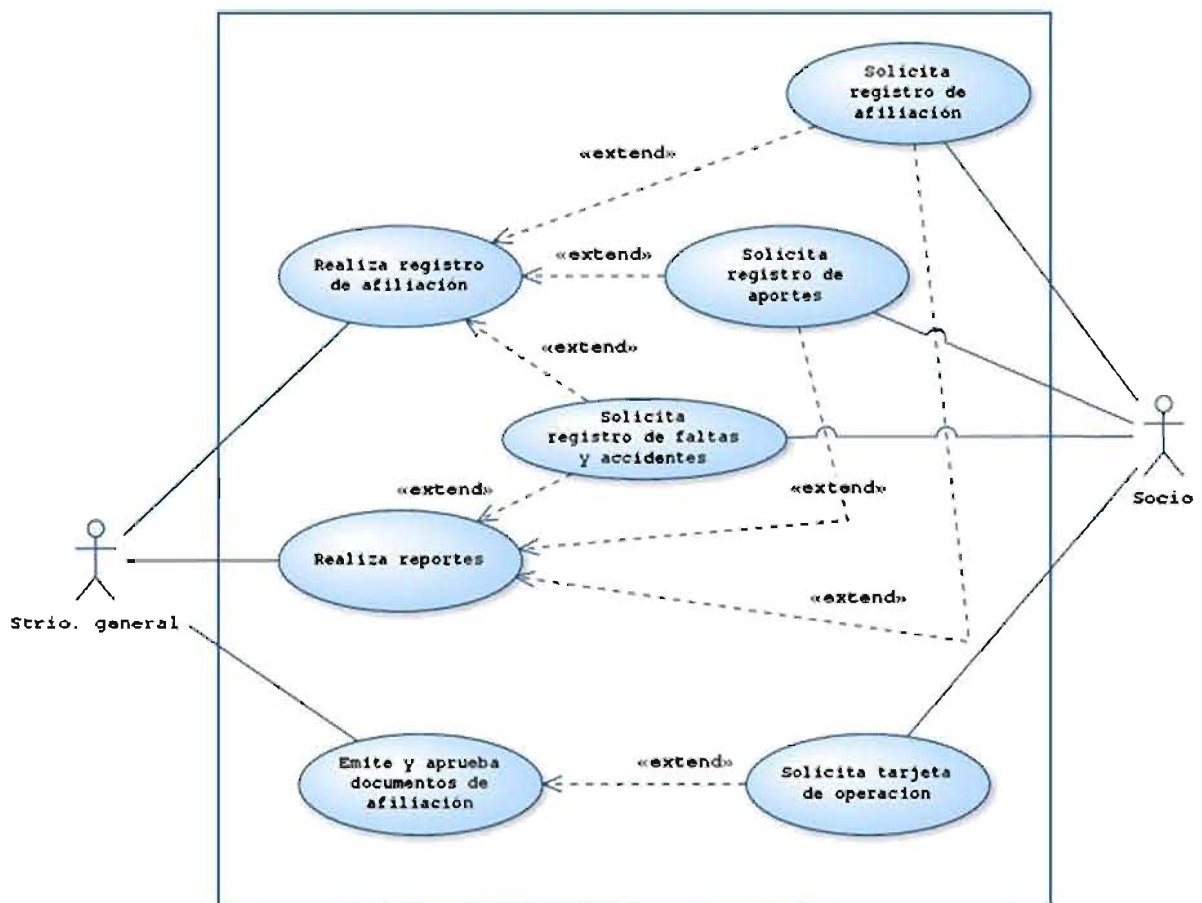 Solicita
registro de
afiliación
«extend»
Realiza registro
de afiliación
«extend»
Solicita
registro de
aportes
«extend»
Solicita
registro de faltas
y accidentes
«extend»
«extend»
Socio
Realiza reportes
«extend»
Strio. general
Emite y aprueba
documentos de
afiliación
«extend»
Solicita tarjeta
de operacion